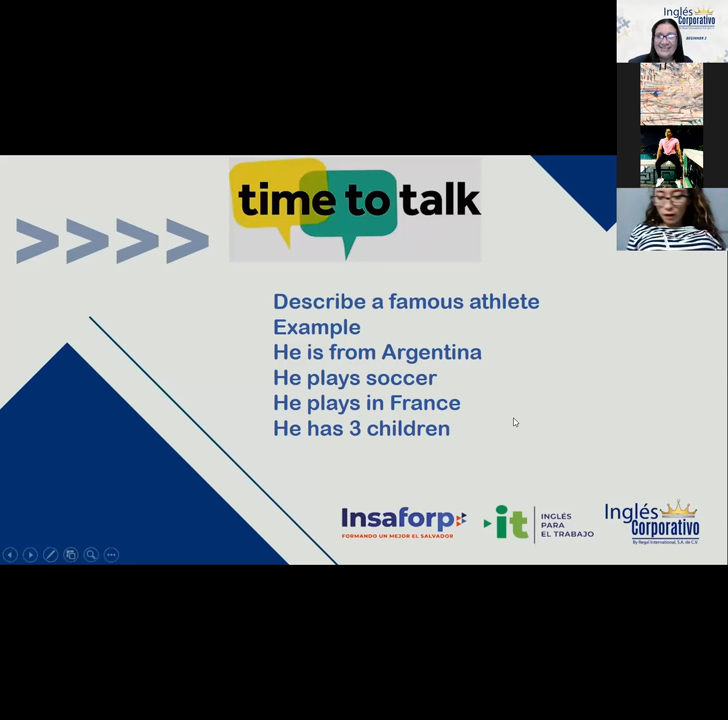 Inglés
Corporativo
BEGINNER 2
time to talk
Describe a famous athlete
Example
He is from Argentina
He plays soccer
He plays in France
He has 3 children
Insaforp
FORMANDO UN MEJOR EL SALVADOR
it
INGLÉS
PARA
EL TRABAJO
Inglés
Corporativo
By Regal International, S.A. de C.V.